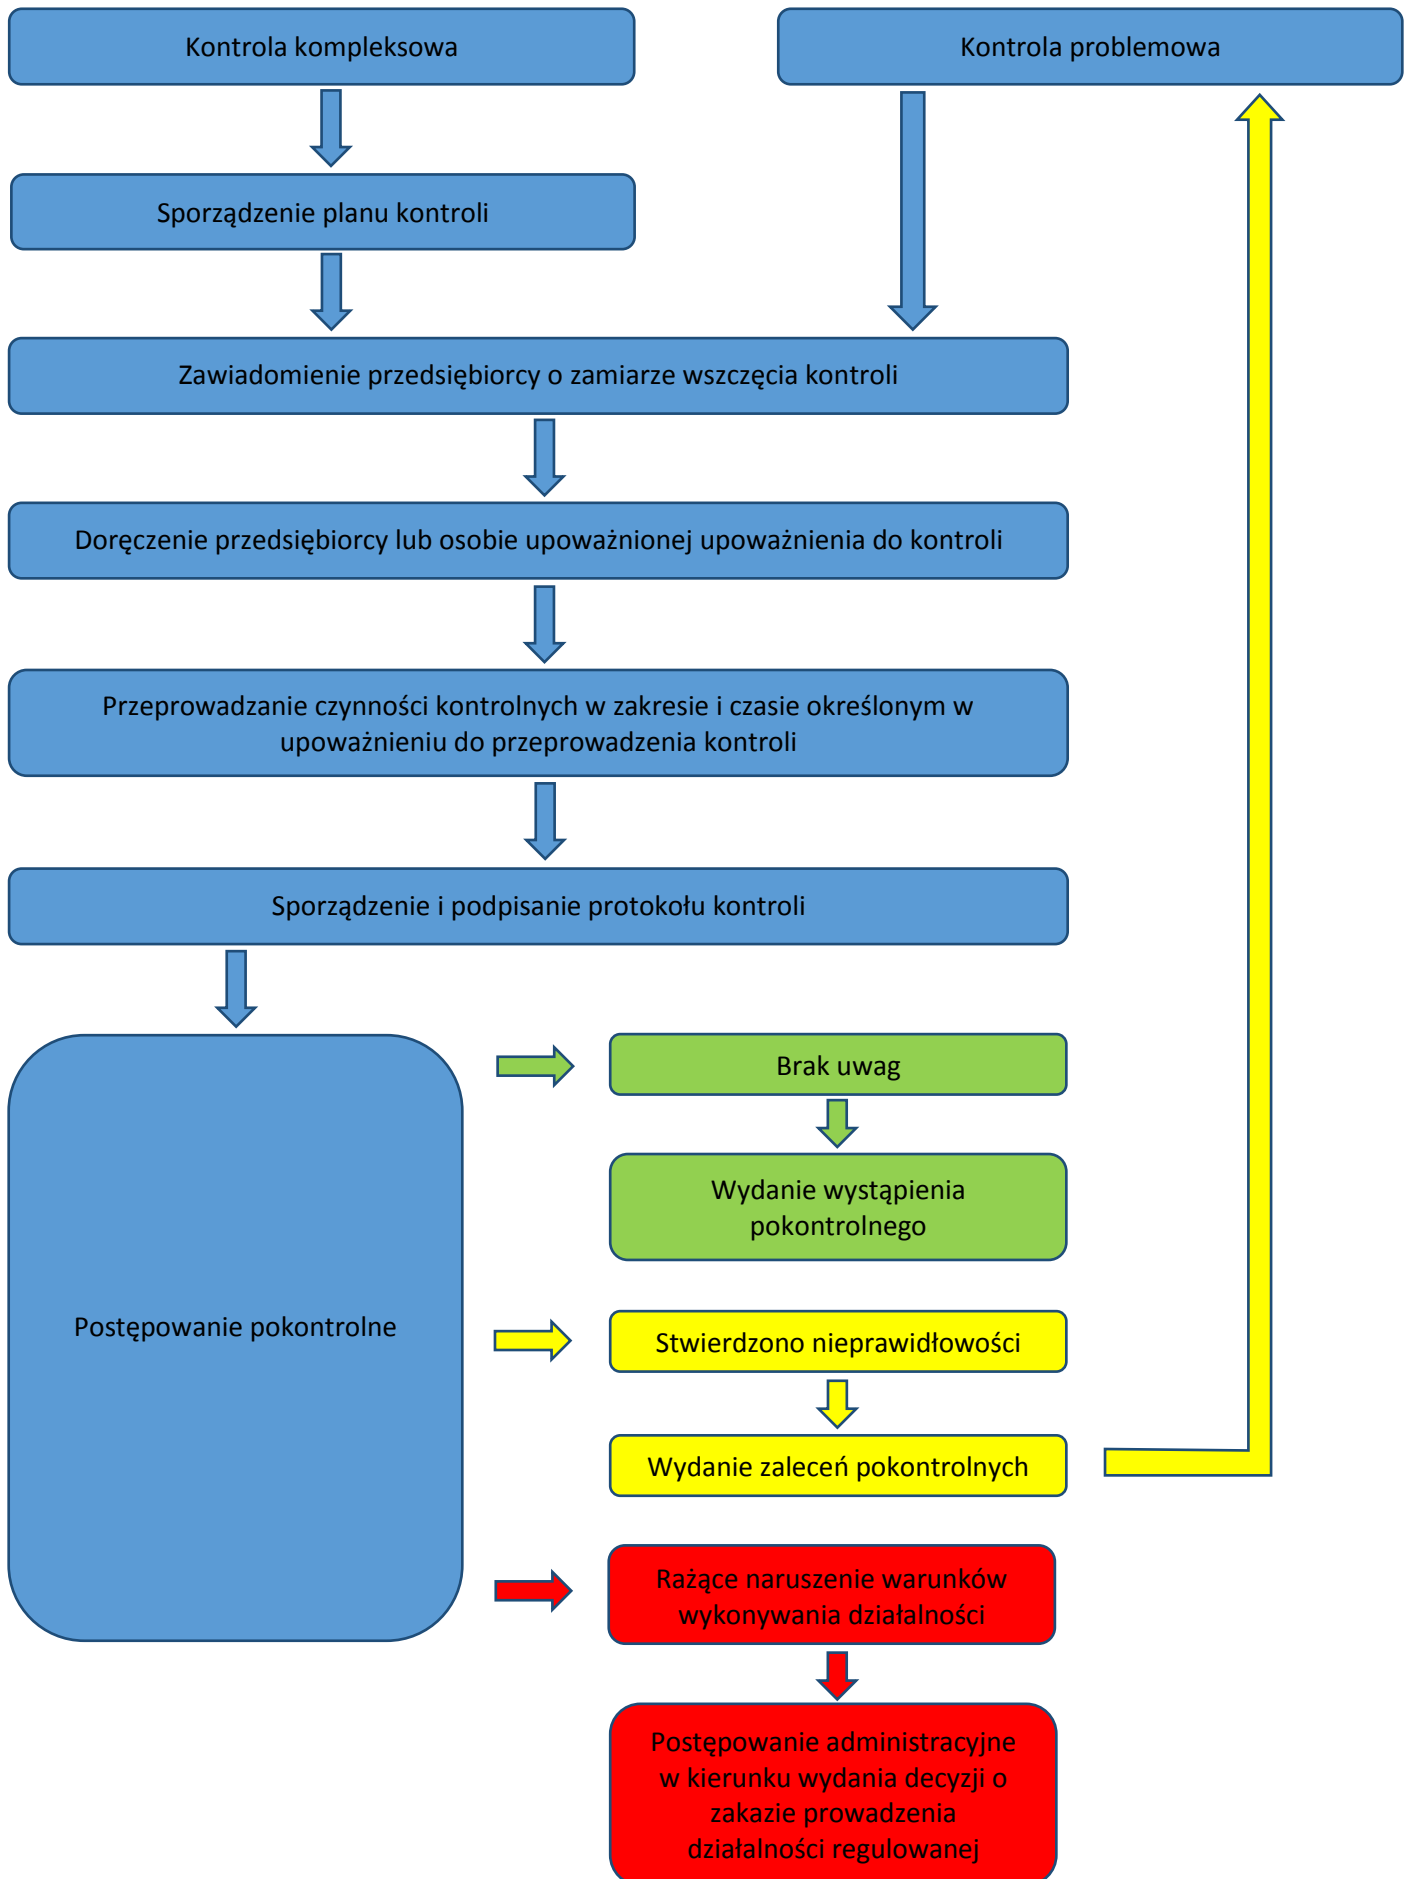 Kontrola kompleksowa
Kontrola problemowa
Sporządzenie planu kontroli
Zawiadomienie przedsiębiorcy o zamiarze wszczęcia kontroli
Doręczenie przedsiębiorcy lub osobie upoważnionej upoważnienia do kontroli
Przeprowadzanie czynności kontrolnych w zakresie i czasie określonym w
upoważnieniu do przeprowadzenia kontroli
Sporządzenie i podpisanie protokołu kontroli
Postępowanie pokontrolne
Brak uwag
Wydanie wystąpienia
pokontrolnego
Stwierdzono nieprawidłowości
Wydanie zaleceń pokontrolnych
Rażące naruszenie warunków
wykonywania działalności
Postępowanie administracyjne
w kierunku wydania decyzji o
zakazie prowadzenia
działalności regulowanej